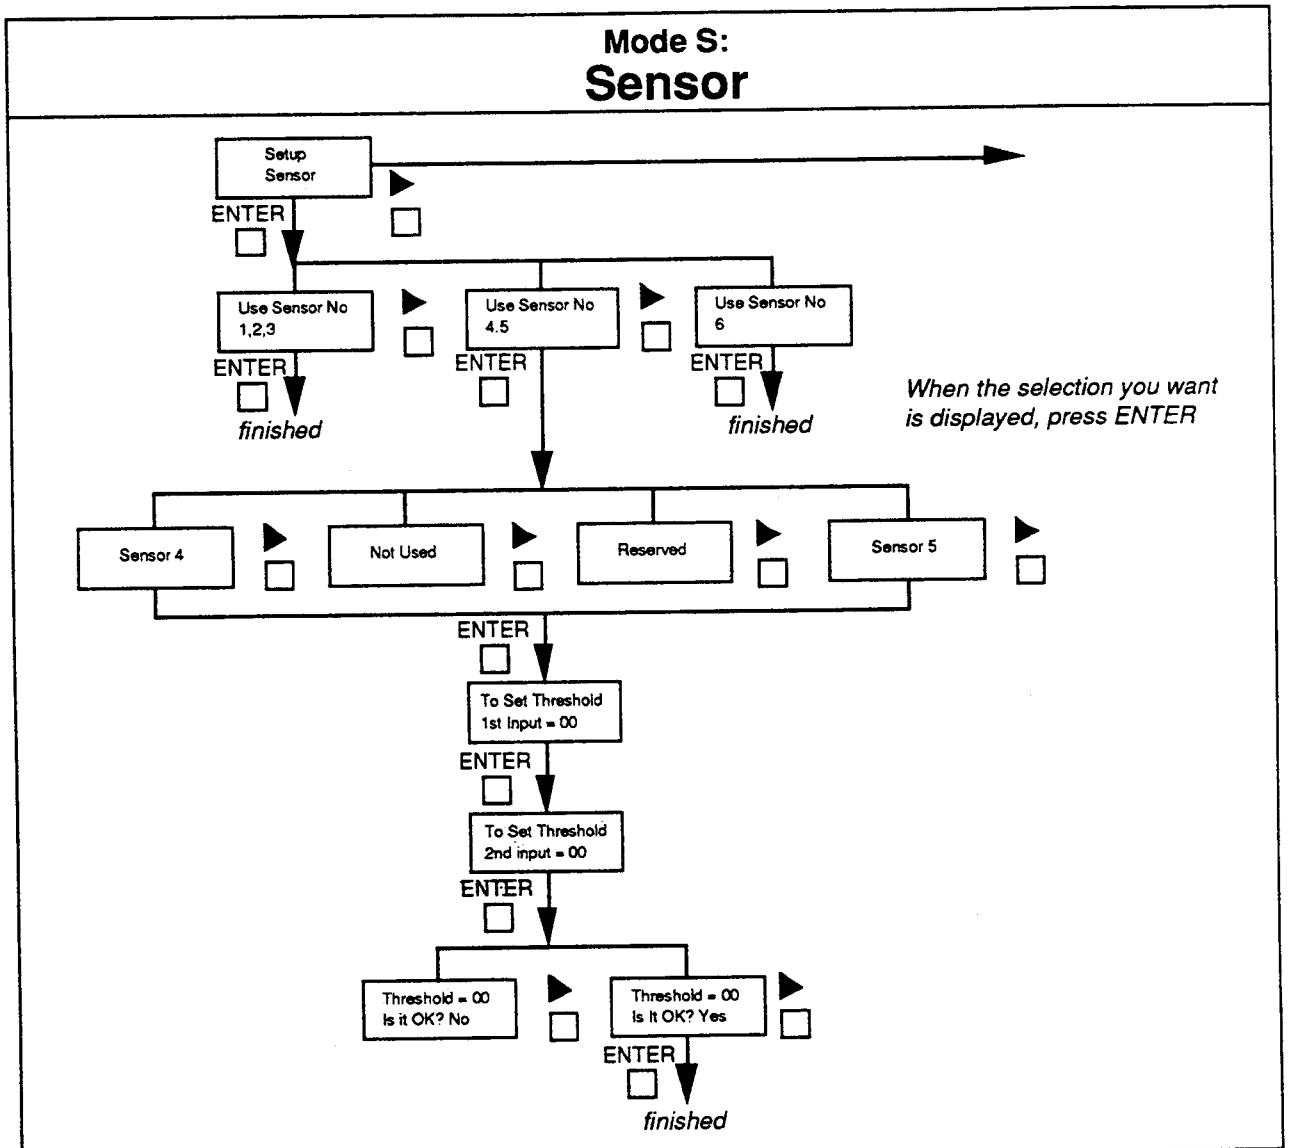 Mode S:
Sensor
Setup
Sensor
ENTER
Use Sensor No
1,2,3
Use Sensor No
4.5
Use Sensor No
6
ENTER
ENTER
ENTER
finished
finished
When the selection you want
is displayed, press ENTER
Sensor 4
Not Used
Reserved
Sensor 5
ENTER
To Set Threshold
1st Input = 00
ENTER
To Set Threshold
2nd input = 00
ENTER
Threshold = 00
Is it OK? No
Threshold = 00
Is It OK? Yes
ENTER
finished